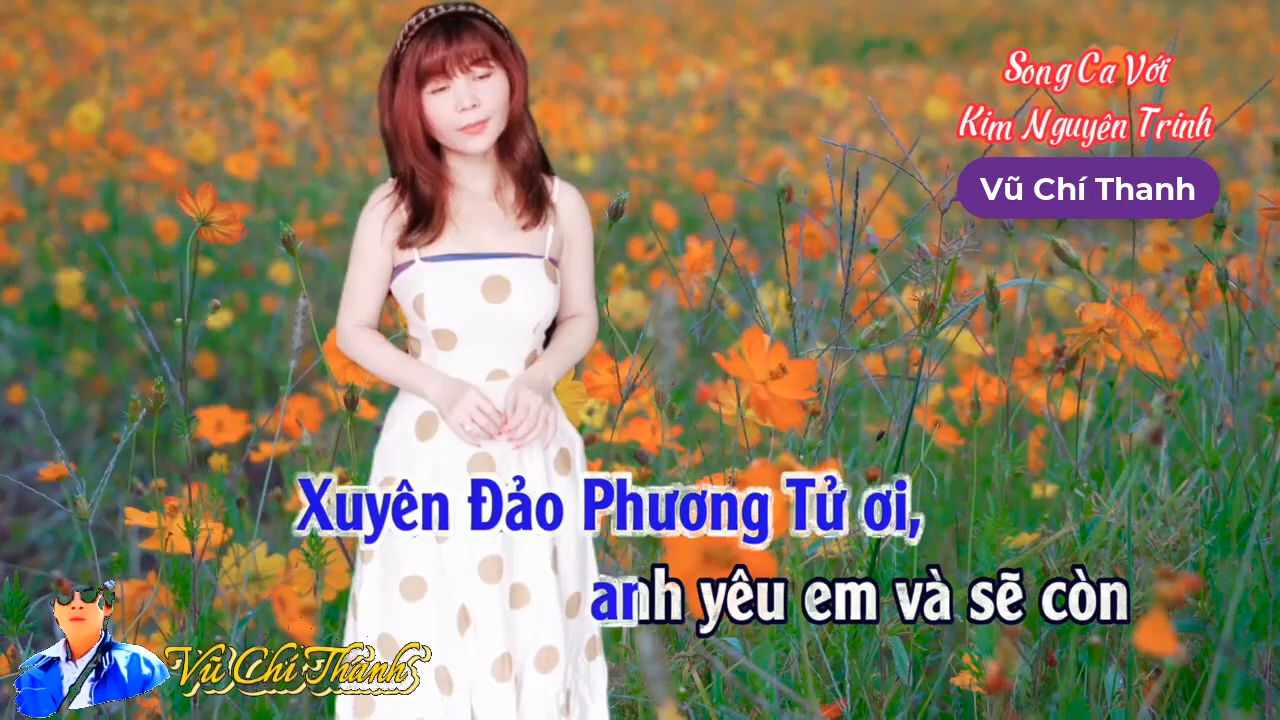 Song Ca Với
Kim Nguyên Trinh
Vũ Chí Thanh
Xuyên Đảo Phương Tử ơi,
anh yêu em và sẽ còn
Vũ Chí Thanh